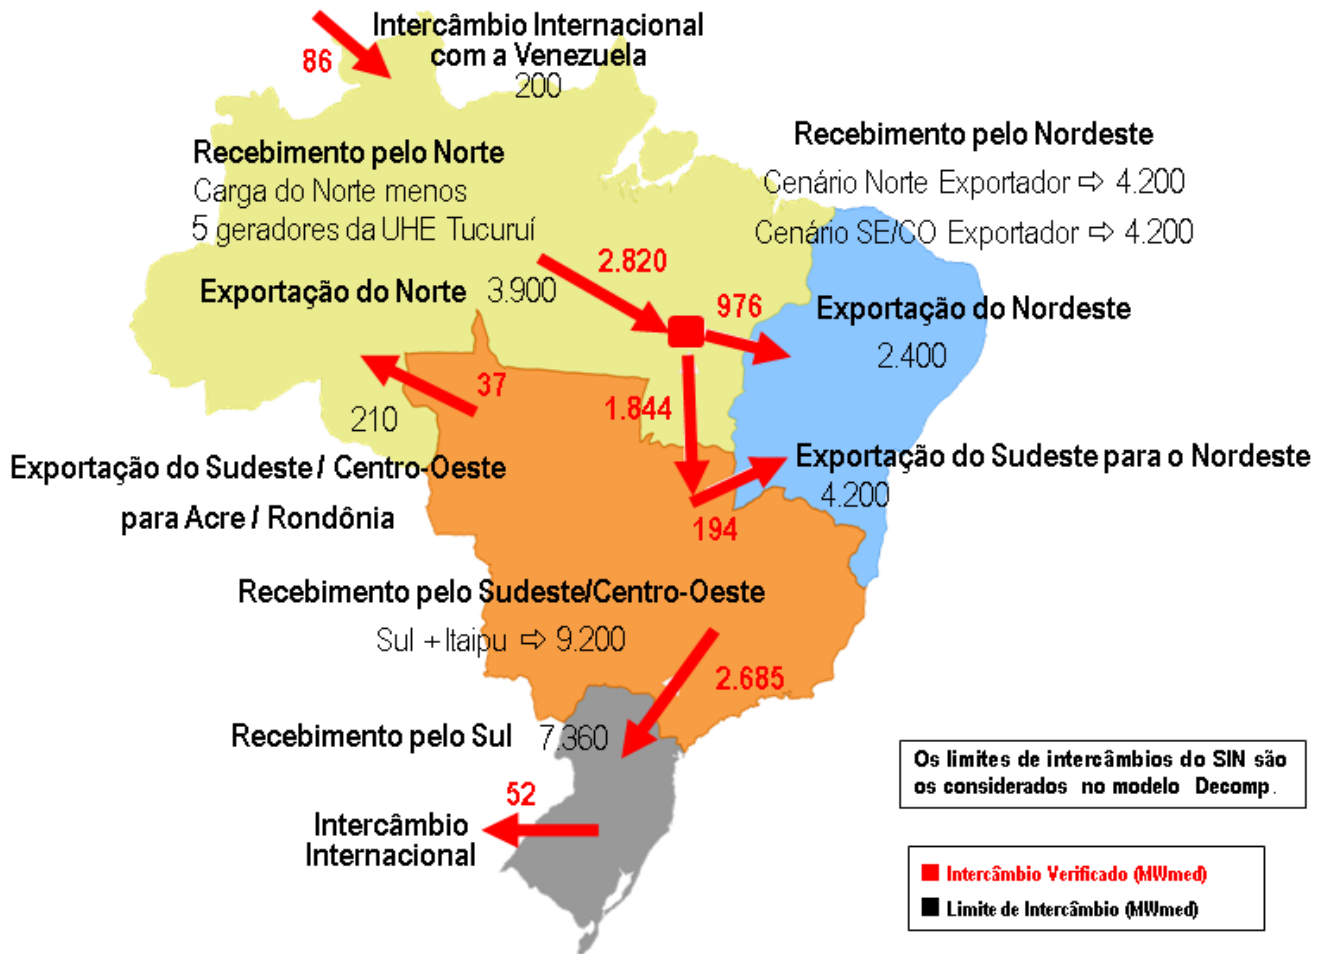 Intercâmbio Internacional
com a Venezuela
86
200
Recebimento pelo Norte
Carga do Norte menos
5 geradores da UHE Tucuruí
Recebimento pelo Nordeste
Cenário Norte Exportador ⇨ 4.200
Cenário SE/CO Exportador ⇨ 4.200
2.820
Exportação do Norte 3.900
976
Exportação do Nordeste
2.400
37
1.844
210
Exportação do Sudeste / Centro-Oeste
para Acre / Rondônia
Exportação do Sudeste para o Nordeste
4.200
194
Recebimento pelo Sudeste/Centro-Oeste
Sul + Itaipu ⇨ 9.200
2.685
Recebimento pelo Sul 7.360
52
Intercâmbio
Internacional
Os limites de intercâmbios do SIN são
os considerados no modelo Decomp.
Intercâmbio Verificado (MWmed)
Limite de Intercâmbio (MWmed)